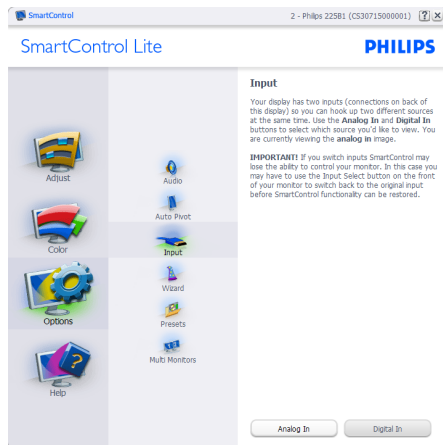 SmartControl
2 - Philips 225B1 (CS30715000001)
SmartControl Lite
PHILIPS
Adjust
Color
Options
Help
Audio
Auto Pivot
Input
Wizard
Presets
Multi Monitors
Input
Your display has two inputs (connections on back of
this display) so you can hook up two different sources
at the same time. Use the Analog In and Digital In
buttons to select which source you'd like to view. You
are currently viewing the analog in image.
IMPORTANT! If you switch inputs SmartControl may
lose the ability to control your monitor. In this case you
may have to use the Input Select button on the front
of your monitor to switch back to the original input
before SmartControl functionality can be restored.
Analog In
Digital In